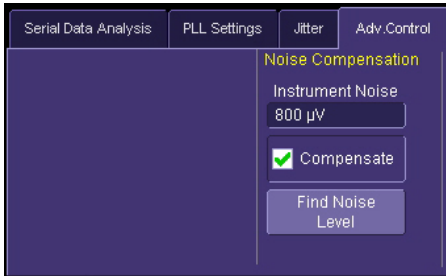 Serial Data Analysis PLL Settings Jitter Adv.Control
Noise Compensation
Instrument Noise
800 µV
Compensate
Find Noise
Level